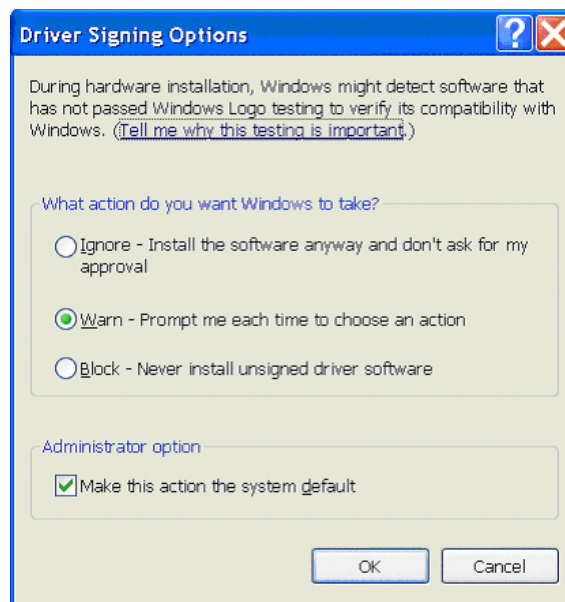 Driver Signing Options
During hardware installation, Windows might detect software that
has not passed Windows Logo testing to verify its compatibility with
Windows. (Tell me why this testing is important.)
What action do you want Windows to take?
Ignore - Install the software anyway and don't ask for my
approval
Warn - Prompt me each time to choose an action
Block - Never install unsigned driver software
Administrator option
Make this action the system default
OK Cancel